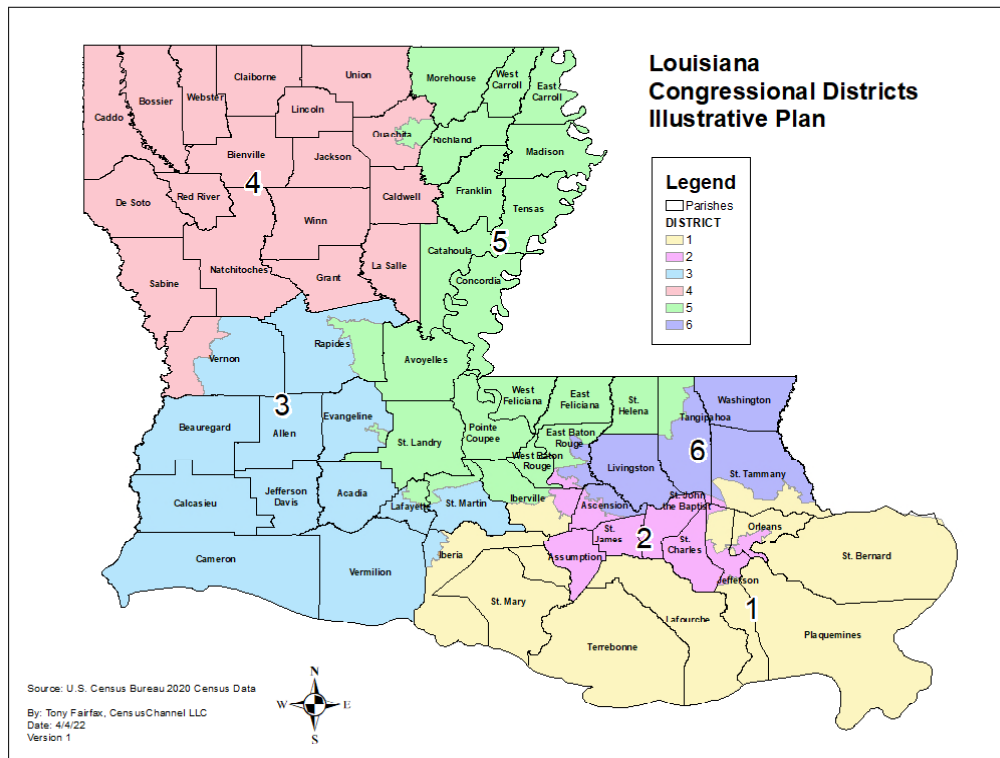 Louisiana
Congressional Districts
Illustrative Plan
Legend
Parishes
DISTRICT
1
2
3
4
5
6
Caddo
Bossier
Webster
Claiborne
Union
Morehouse
West
Carroll
East
Carroll
Lincoln
Ouachita
Richland
Madison
Bienville
Jackson
4
De Soto
Red River
Caldwell
Franklin
Tensas
Winn
5
Catahoula
Sabine
Natchitoches
Grant
La Salle
Concordia
Vernon
Rapides
Avoyelles
3
Beauregard
Allen
Evangeline
St. Landry
Pointe
Coupee
West
Feliciana
East
Feliciana
St.
Helena
Tangipahoa
Washington
East Baton
Rouge
West Baton
Rouge
6
Livingston
St. Tammany
Calcasieu
Jefferson
Davis
Acadia
Lafayette
St. Martin
Iberville
Ascension
St. John
the Baptist
Orleans
St.
James
2
St.
Charles
Assumption
Cameron
Vermilion
Iberia
St. Bernard
Jefferson
St. Mary
Lafourche
1
Terrebonne
Plaquemines
N
W
E
S
Source: U.S. Census Bureau 2020 Census Data
By: Tony Fairfax, CensusChannel LLC
Date: 4/4/22
Version 1